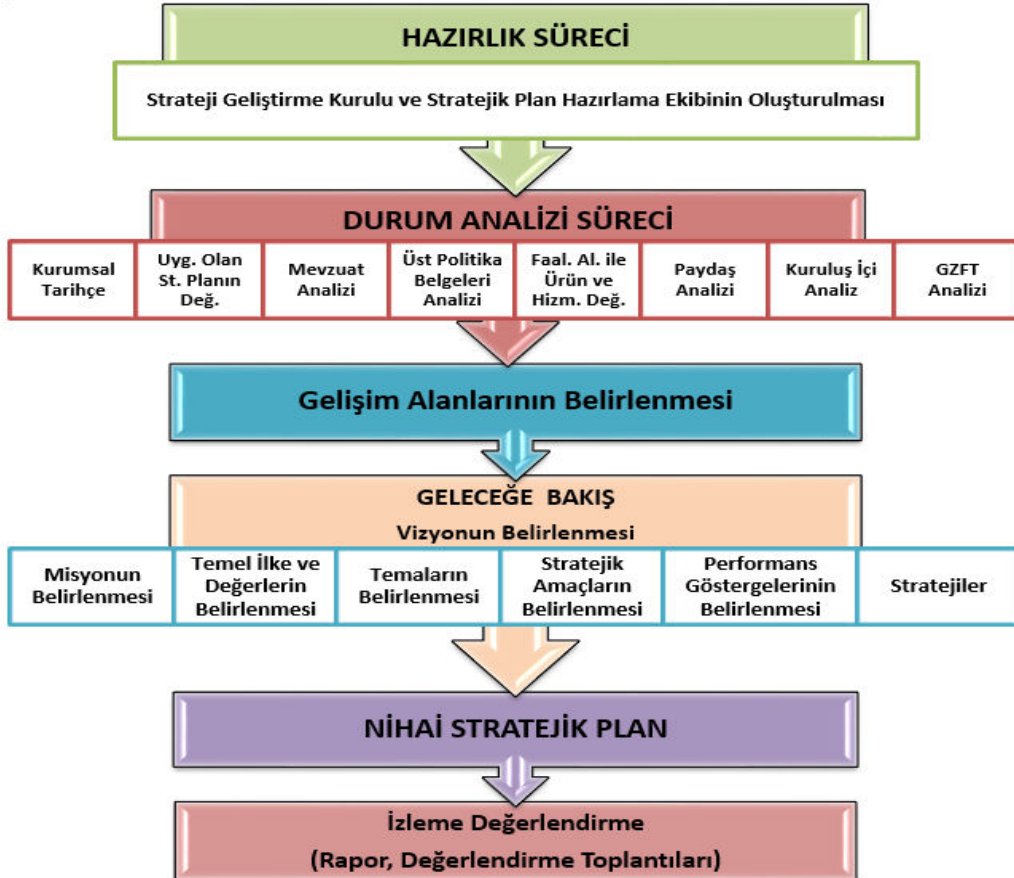 HAZIRLIK SÜRECİ
Strateji Geliştirme Kurulu ve Stratejik Plan Hazırlama Ekibinin Oluşturulması
DURUM ANALİZİ SÜRECİ
Kurumsal
Tarihçe
Uyg. Olan
St. Planın
Değ.
Mevzuat
Analizi
Üst Politika
Belgeleri
Analizi
Faal. Al. ile
Ürün ve
Hizm. Değ.
Paydaş
Analizi
Kuruluş İçi
Analiz
GZFT
Analizi
Gelişim Alanlarının Belirlenmesi
GELECEĞE BAKIŞ
Vizyonun Belirlenmesi
Misyonun
Belirlenmesi
Temel İlke ve
Değerlerin
Belirlenmesi
Temaların
Belirlenmesi
Stratejik
Amaçların
Belirlenmesi
Performans
Göstergelerinin
Belirlenmesi
Stratejiler
NİHAİ STRATEJİK PLAN
İzleme Değerlendirme
(Rapor, Değerlendirme Toplantıları)